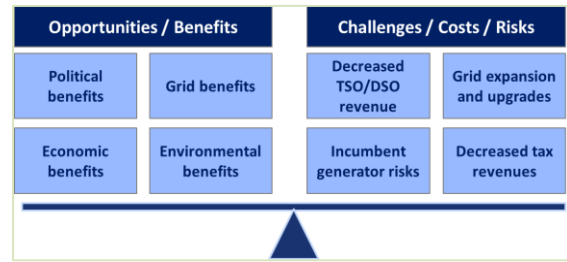 Opportunities / Benefits
Political
benefits
Grid benefits
Economic
benefits
Environmental
benefits
Challenges / Costs / Risks
Decreased
TSO/DSO
revenue
Grid expansion
and upgrades
Incumbent
generator risks
Decreased tax
revenues